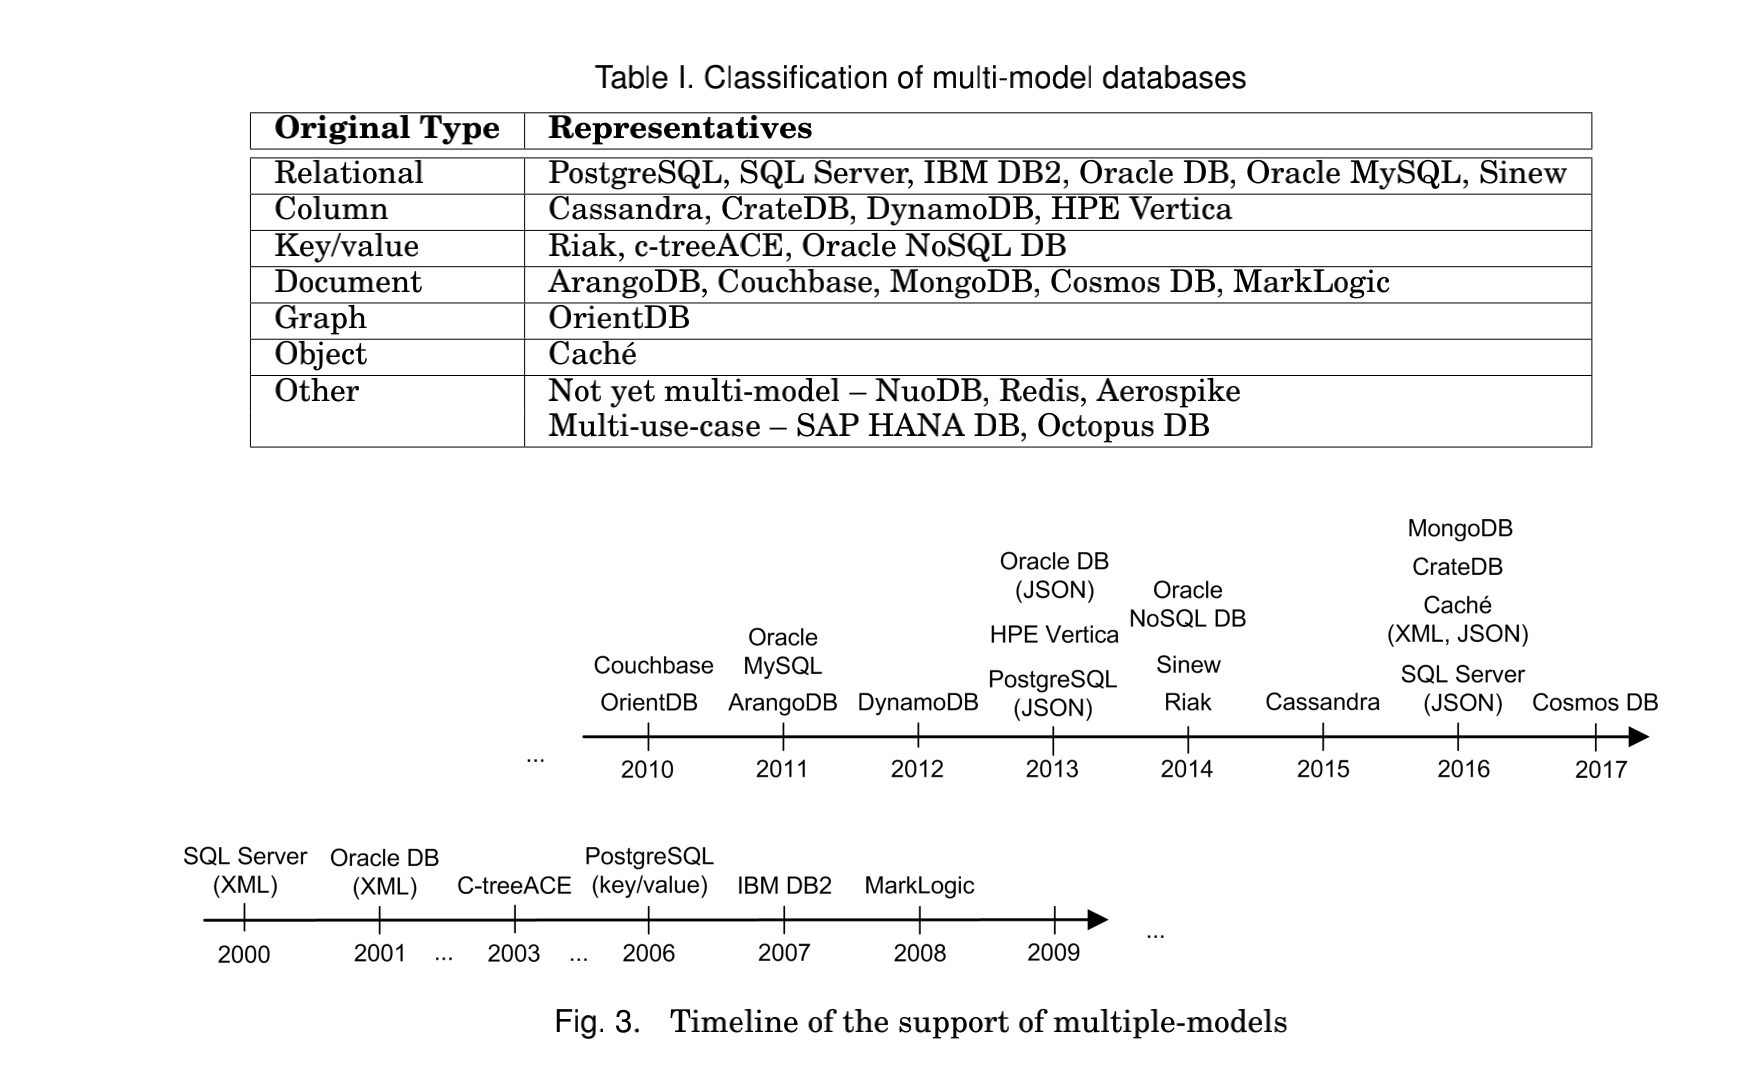 Table I. Classification of multi-model databases
Original Type Representatives
Relational PostgreSQL, SQL Server, IBM DB2, Oracle DB, Oracle MySQL, Sinew
Column Cassandra, CrateDB, DynamoDB, HPE Vertica
Key/value Riak, c-treeACE, Oracle NoSQL DB
Document ArangoDB, Couchbase, MongoDB, Cosmos DB, MarkLogic
Graph OrientDB
Object Caché
Other Not yet multi-model – NuoDB, Redis, Aerospike
Multi-use-case – SAP HANA DB, Octopus DB
Couchbase
OrientDB
Oracle
MySQL
ArangoDB
DynamoDB
Oracle DB
(JSON)
HPE Vertica
PostgreSQL
(JSON)
Oracle
NoSQL DB
Sinew
Riak
Cassandra
MongoDB
CrateDB
Caché
(XML, JSON)
SQL Server
(JSON)
Cosmos DB
... 2010 2011 2012 2013 2014 2015 2016 2017
SQL Server
(XML)
Oracle DB
(XML)
C-treeACE
PostgreSQL
(key/value)
IBM DB2
MarkLogic
2000 2001 ... 2003 ... 2006 2007 2008 2009 ...
Fig. 3. Timeline of the support of multiple-models